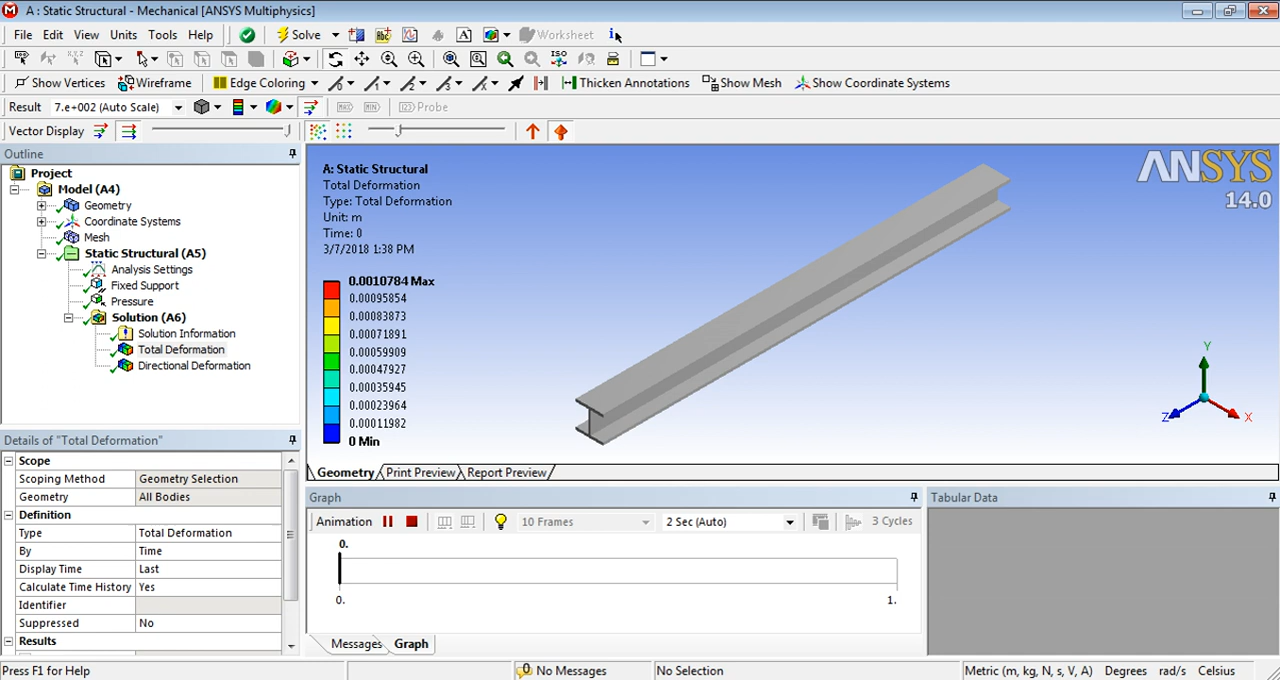 A : Static Structural - Mechanical [ANSYS Multiphysics]
File Edit View Units Tools Help Solve Worksheet
Show Vertices Wireframe Edge Coloring Thicken Annotations Show Mesh Show Coordinate Systems
Result 7.e+002 (Auto Scale) MAX MIN Probe
Vector Display
Outline
Project
Model (A4)
Geometry
Coordinate Systems
Mesh
Static Structural (A5)
Analysis Settings
Fixed Support
Pressure
Solution (A6)
Solution Information
Total Deformation
Directional Deformation
Details of "Total Deformation"
Scope
Scoping Method Geometry Selection
Geometry All Bodies
Definition
Type Total Deformation
By Time
Display Time Last
Calculate Time History Yes
Identifier
Suppressed No
Results
A: Static Structural
Total Deformation
Type: Total Deformation
Unit: m
Time: 0
3/7/2018 1:38 PM
0.0010784 Max
0.00095854
0.00083873
0.00071891
0.00059909
0.00047927
0.00035945
0.00023964
0.00011982
0 Min
ANSYS
14.0
Y
Z
X
Geometry Print Preview Report Preview
Graph
Animation 10 Frames 2 Sec (Auto) 3 Cycles
0.
0. 1.
Messages Graph
Tabular Data
Press F1 for Help 0 No Messages No Selection Metric (m, kg, N, s, V, A) Degrees rad/s Celsius